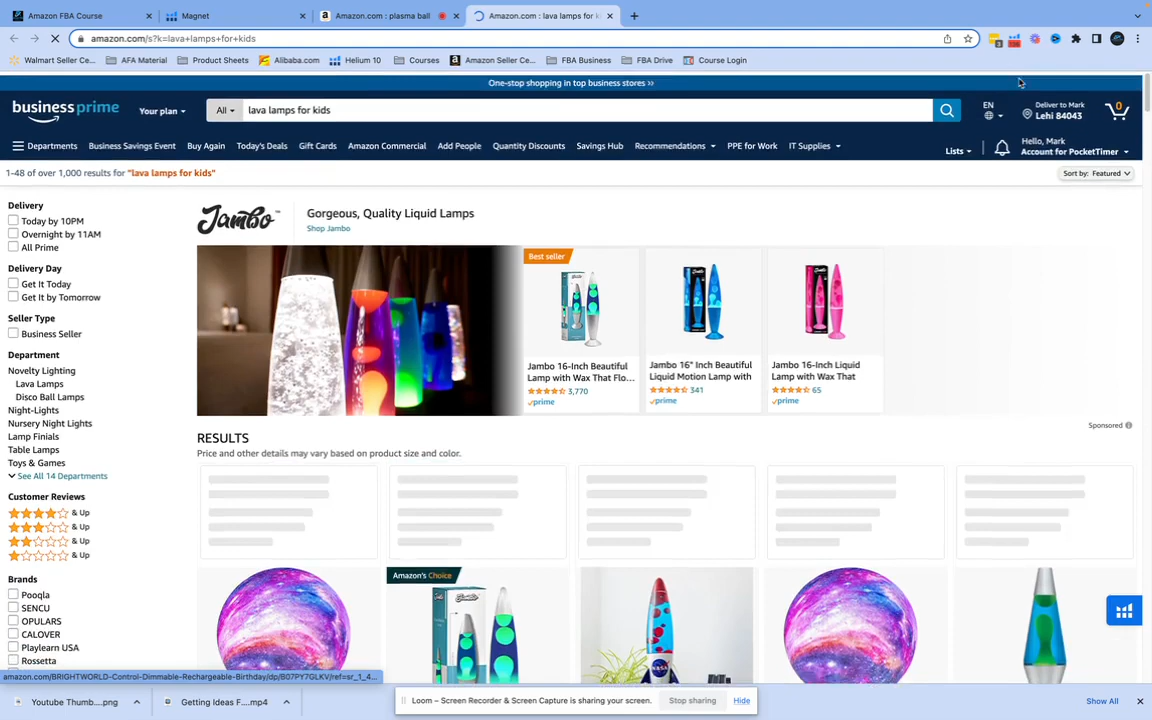 Amazon FBA Course
Magnet
Amazon.com : plasma ball
Amazon.com : lava lamps for ki
amazon.com/s?k=lava+lamps+for+kids
Walmart Seller Ce...
AFA Material
Product Sheets
Alibaba.com
Helium 10
Courses
Amazon Seller Ce...
FBA Business
FBA Drive
Course Login
One-stop shopping in top business stores >>
business prime
Your plan
All
lava lamps for kids
EN
Deliver to Mark
Lehi 84043
0
Departments
Business Savings Event
Buy Again
Today's Deals
Gift Cards
Amazon Commercial
Add People
Quantity Discounts
Savings Hub
Recommendations
PPE for Work
IT Supplies
Lists
Hello, Mark
Account for PocketTimer
1-48 of over 1,000 results for "lava lamps for kids"
Sort by: Featured
Delivery
Today by 10PM
Overnight by 11AM
All Prime
Delivery Day
Get It Today
Get It by Tomorrow
Seller Type
Business Seller
Department
Novelty Lighting
Lava Lamps
Disco Ball Lamps
Night-Lights
Nursery Night Lights
Lamp Finials
Table Lamps
Toys & Games
See All 14 Departments
Customer Reviews
& Up
& Up
& Up
& Up
Brands
Pooqla
SENCU
OPULARS
CALOVER
Playlearn USA
Rossetta
Jambo™
Gorgeous, Quality Liquid Lamps
Shop Jambo
Best seller
Jambo 16-Inch Beautiful
Lamp with Wax That Flo...
3,770
prime
Jambo 16" Inch Beautiful
Liquid Motion Lamp with
341
prime
Jambo 16-Inch Liquid
Lamp with Wax That
65
prime
Sponsored
RESULTS
Price and other details may vary based on product size and color.
Amazon's Choice
NASA
amazon.com/BRIGHTWORLD-Control-Dimmable-Rechargeable-Birthday/dp/B07PY7GLKV/ref=sr_1_4...
Youtube Thumb....png
Getting Ideas F....mp4
Loom – Screen Recorder & Screen Capture is sharing your screen.
Stop sharing
Hide
Show All